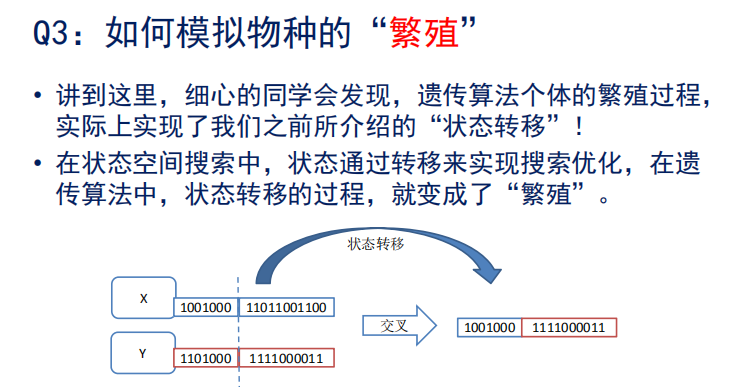 Q3：如何模拟物种的“繁殖”
• 讲到这里，细心的同学会发现，遗传算法个体的繁殖过程，
实际上实现了我们之前所介绍的“状态转移”！
• 在状态空间搜索中，状态通过转移来实现搜索优化，在遗
传算法中，状态转移的过程，就变成了“繁殖”。
状态转移
X
1001000 11011001100
交叉
1001000 1111000011
Y
1101000 1111000011